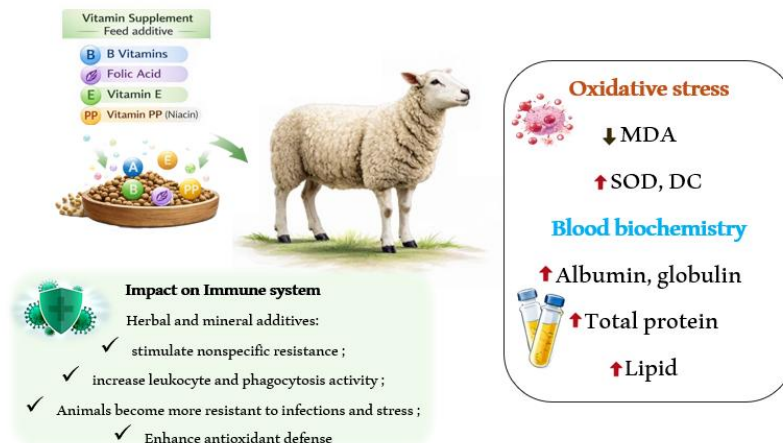 Vitamin Supplement
Feed additive
B B Vitamins
Folic Acid
E Vitamin E
PP Vitamin PP (Niacin)
A
E
B
PP
Impact on Immune system
Herbal and mineral additives:
✓ stimulate nonspecific resistance ;
✓ increase leukocyte and phagocytosis activity ;
✓ Animals become more resistant to infections and stress ;
✓ Enhance antioxidant defense
Oxidative stress
↓ MDA
↑ SOD, DC
Blood biochemistry
↑ Albumin, globulin
↑ Total protein
↑ Lipid